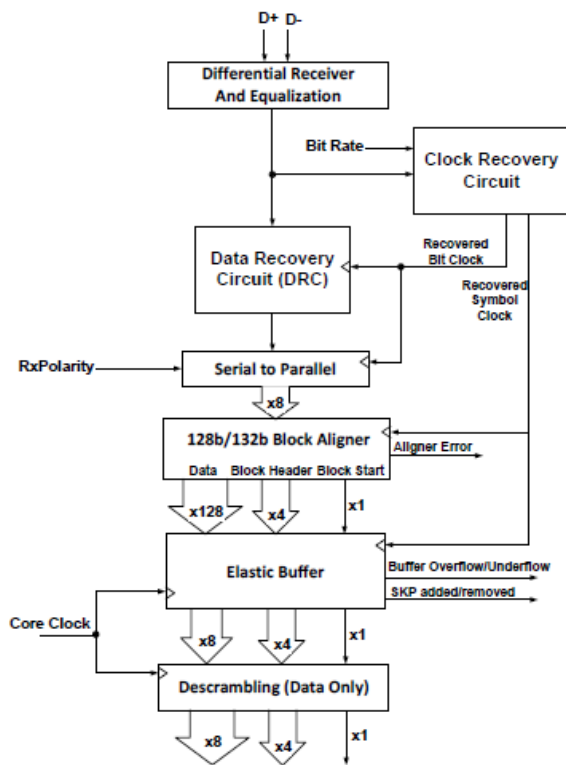 D+ D-
Differential Receiver
And Equalization
Bit Rate
Clock Recovery
Circuit
Data Recovery
Circuit (DRC)
Recovered
Bit Clock
Recovered
Symbol
Clock
RxPolarity
Serial to Parallel
x8
128b/132b Block Aligner
Data Block Header Block Start
Aligner Error
x128
x4
x1
Elastic Buffer
Buffer Overflow/Underflow
SKP added/removed
Core Clock
x8
x4
x1
Descrambling (Data Only)
x8
x4
x1